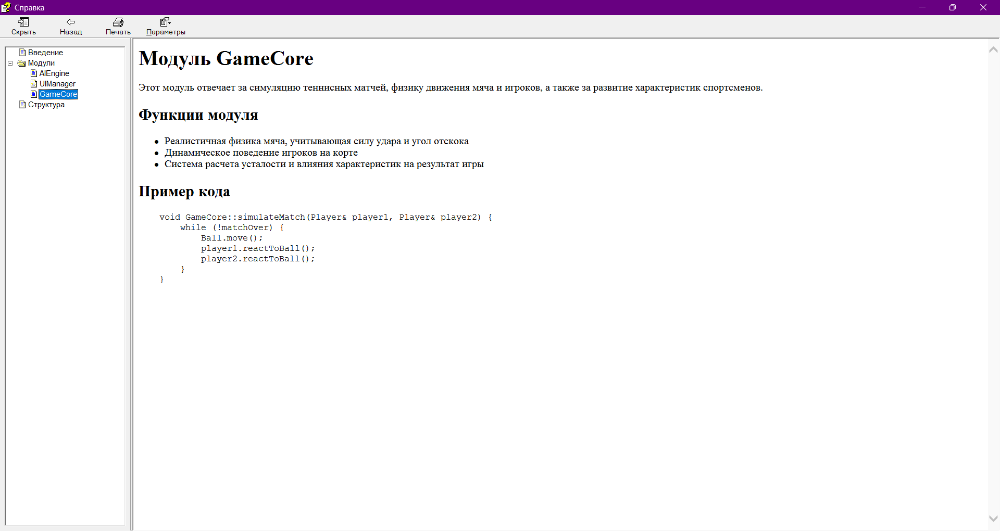 Справка
Скрыть
Назад
Печать
Параметры
Введение
Модули
AIEngine
UIManager
GameCore
Структура
Модуль GameCore
Этот модуль отвечает за симуляцию теннисных матчей, физику движения мяча и игроков, а также за развитие характеристик спортсменов.
Функции модуля
Реалистичная физика мяча, учитывающая силу удара и угол отскока
Динамическое поведение игроков на корте
Система расчета усталости и влияния характеристик на результат игры
Пример кода
void GameCore::simulateMatch(Player& player1, Player& player2) {
    while (!matchOver) {
        Ball.move();
        player1.reactToBall();
        player2.reactToBall();
    }
}